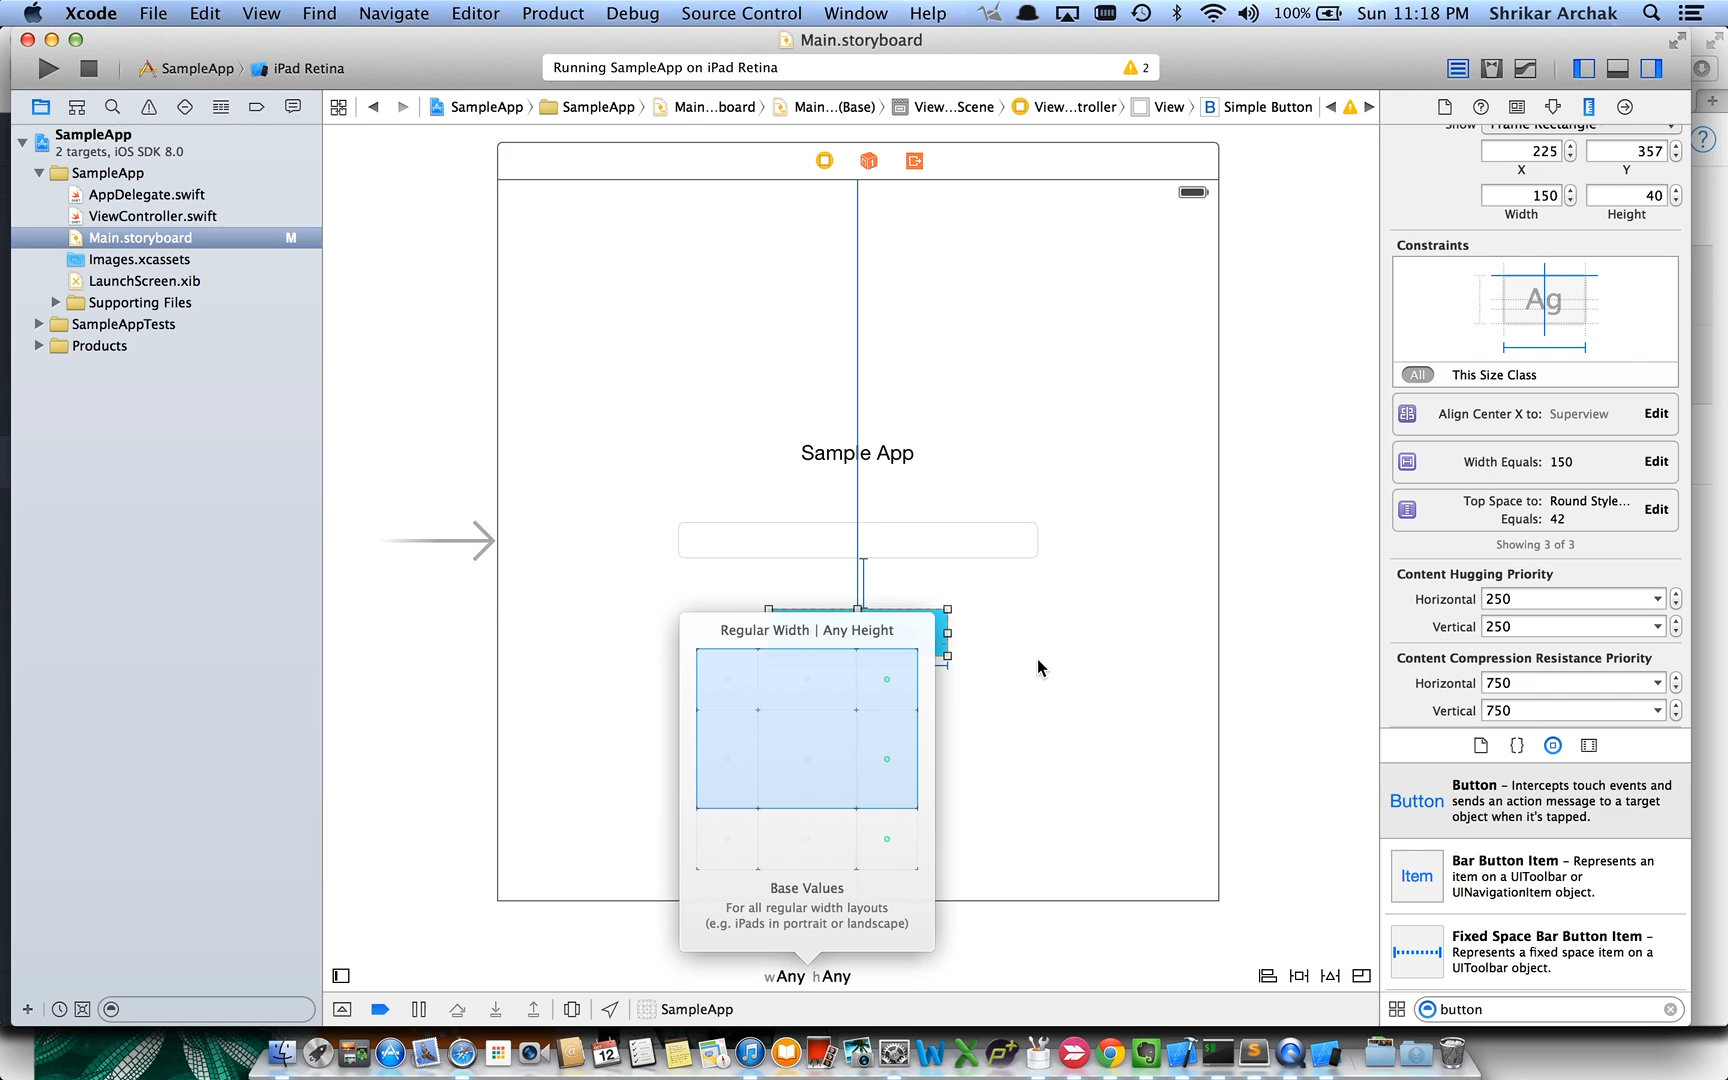 Xcode File Edit View Find Navigate Editor Product Debug Source Control Window Help 100% Sun 11:18 PM Shrikar Archak
Main.storyboard
SampleApp iPad Retina
Running SampleApp on iPad Retina 2
SampleApp SampleApp Main...board Main...(Base) View...Scene View...troller View B Simple Button
SampleApp
2 targets, iOS SDK 8.0
SampleApp
AppDelegate.swift
ViewController.swift
Main.storyboard M
Images.xcassets
LaunchScreen.xib
Supporting Files
SampleAppTests
Products
Sample App
Regular Width | Any Height
Base Values
For all regular width layouts
(e.g. iPads in portrait or landscape)
wAny hAny
SampleApp
Show Frame Rectangle
225 357
X Y
150 40
Width Height
Constraints
Ag
All This Size Class
Align Center X to: Superview Edit
Width Equals: 150 Edit
Top Space to: Round Style... Edit
Equals: 42
Showing 3 of 3
Content Hugging Priority
Horizontal 250
Vertical 250
Content Compression Resistance Priority
Horizontal 750
Vertical 750
Button
Button – Intercepts touch events and
sends an action message to a target
object when it's tapped.
Item
Bar Button Item – Represents an
item on a UIToolbar or
UINavigationItem object.
Fixed Space Bar Button Item –
Represents a fixed space item on a
UIToolbar object.
button
12